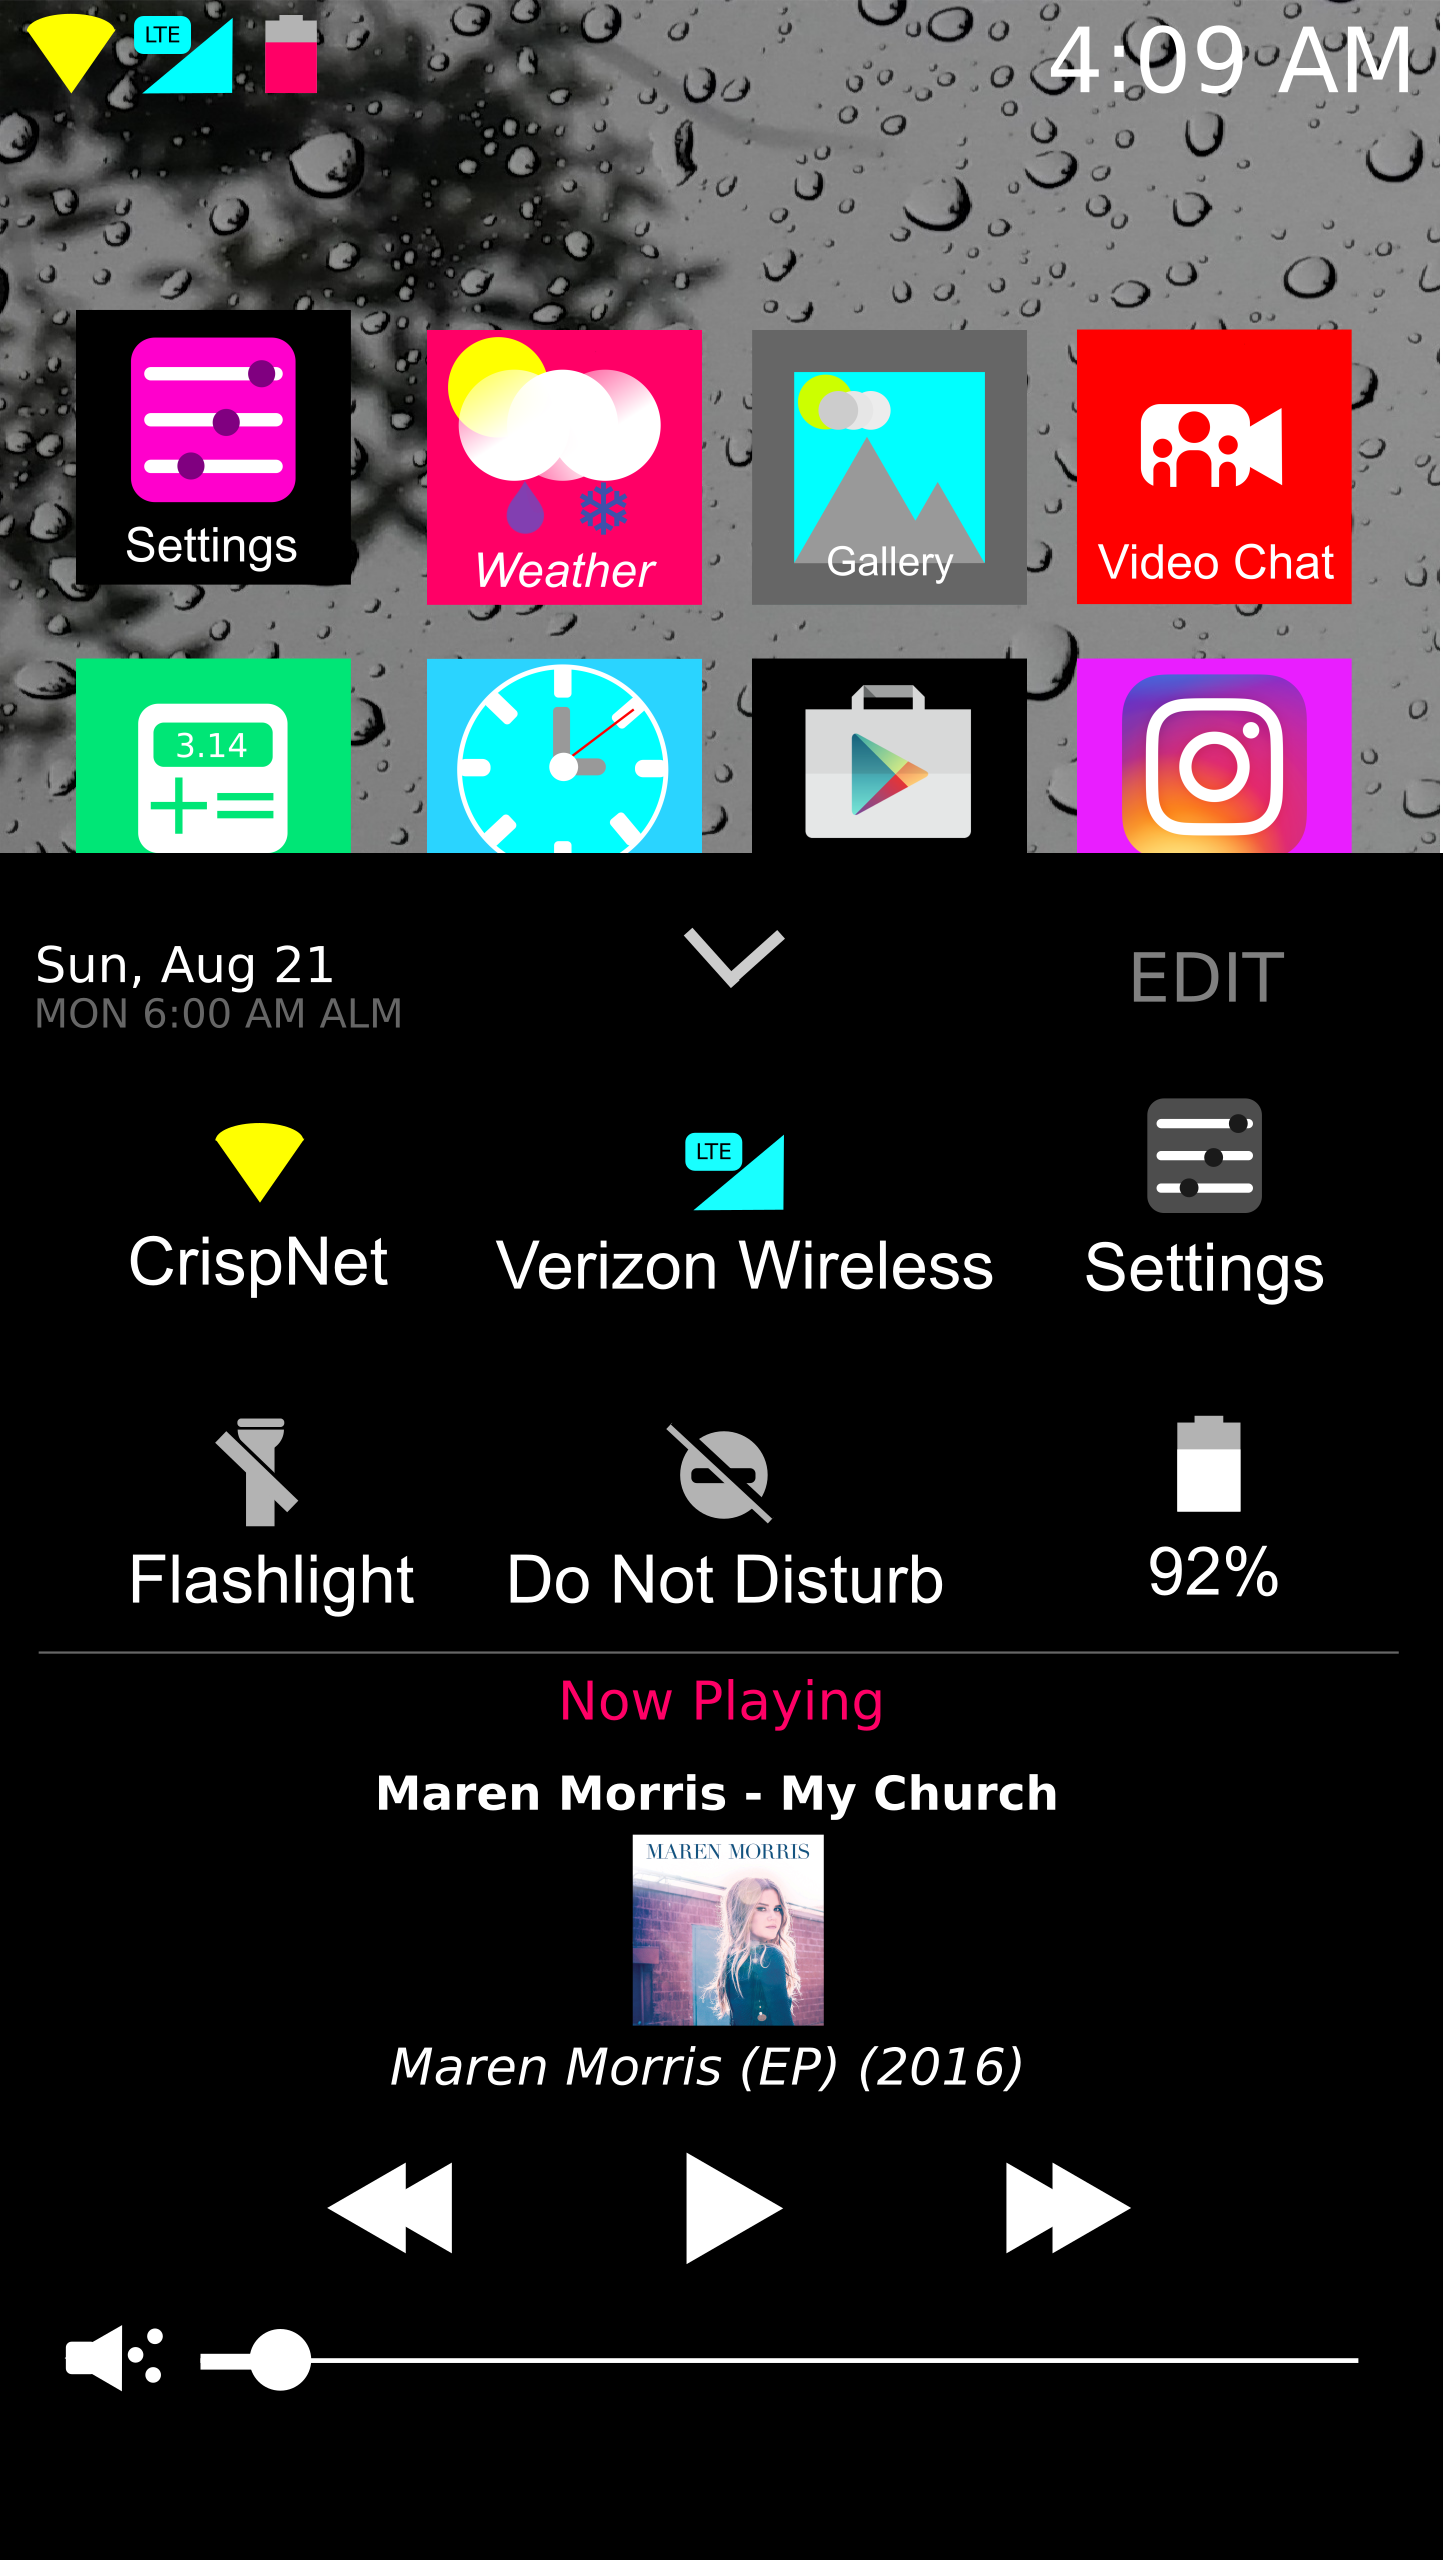 LTE
4:09 AM
Settings
Weather
Gallery
Video Chat
3.14
Sun, Aug 21
EDIT
MON 6:00 AM ALM
LTE
CrispNet
Verizon Wireless
Settings
Flashlight
Do Not Disturb
92%
Now Playing
Maren Morris - My Church
MAREN MORRIS
Maren Morris (EP) (2016)